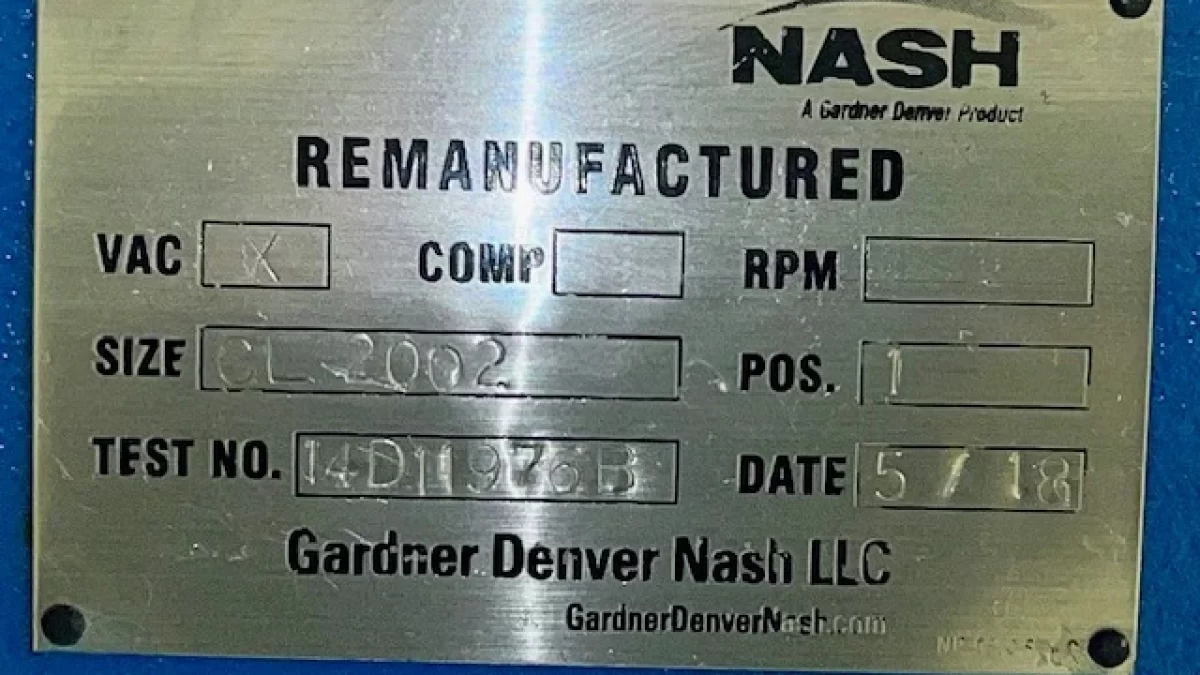 NASH
A Gardner Denver Product
REMANUFACTURED
VAC X COMP RPM
SIZE CL 2002 POS. 1
TEST NO. 14D11976B DATE 5 / 18
Gardner Denver Nash LLC
GardnerDenverNash.com